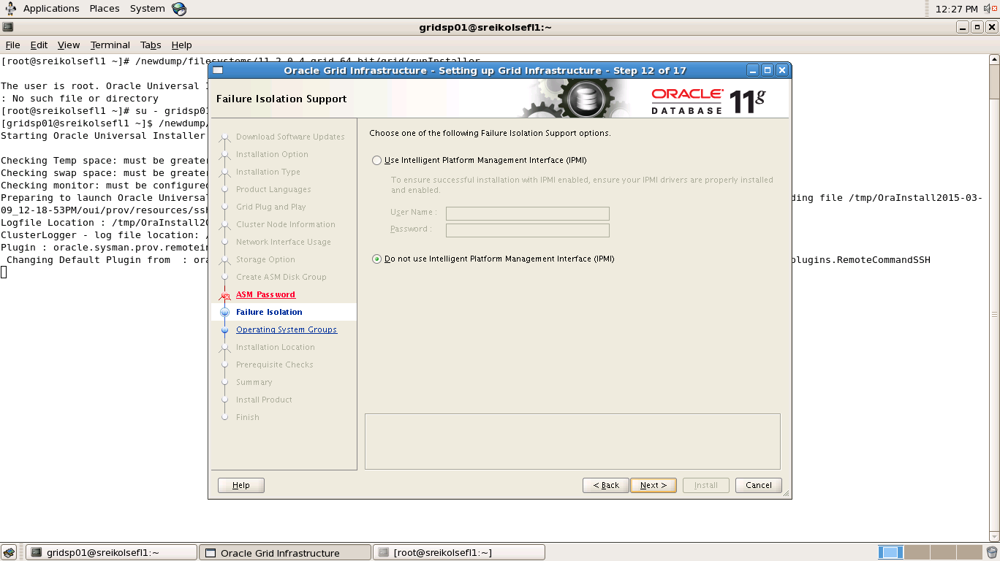 Applications Places System
12:27 PM
gridsp01@sreikolsefl1:~
File Edit View Terminal Tabs Help
[root@sreikolsefl1 ~]# /newdump/filesystems/11.2.0.4_grid_64_bit/grid/runInstaller
The user is root. Oracle Universal I
: No such file or directory
[root@sreikolsefl1 ~]# su - gridsp01
[gridsp01@sreikolsefl1 ~]$ /newdump/
Starting Oracle Universal Installer
Checking Temp space: must be greater
Checking swap space: must be greater
Checking monitor: must be configured
Preparing to launch Oracle Universal ding file /tmp/OraInstall2015-03-
09_12-18-53PM/oui/prov/resources/ssh
Logfile Location : /tmp/OraInstall20
ClusterLogger - log file location: /
Plugin : oracle.sysman.prov.remotein
Changing Default Plugin from : ora plugins.RemoteCommandSSH
Oracle Grid Infrastructure - Setting up Grid Infrastructure - Step 12 of 17
Failure Isolation Support
ORACLE
DATABASE
11g
Download Software Updates
Installation Option
Installation Type
Product Languages
Grid Plug and Play
Cluster Node Information
Network Interface Usage
Storage Option
Create ASM Disk Group
ASM Password
Failure Isolation
Operating System Groups
Installation Location
Prerequisite Checks
Summary
Install Product
Finish
Choose one of the following Failure Isolation Support options.
Use Intelligent Platform Management Interface (IPMI)
To ensure successful installation with IPMI enabled, ensure your IPMI drivers are properly installed
and enabled.
User Name :
Password :
Do not use Intelligent Platform Management Interface (IPMI)
Help
< Back
Next >
Install
Cancel
gridsp01@sreikolsefl1:~
Oracle Grid Infrastructure
[root@sreikolsefl1:~]